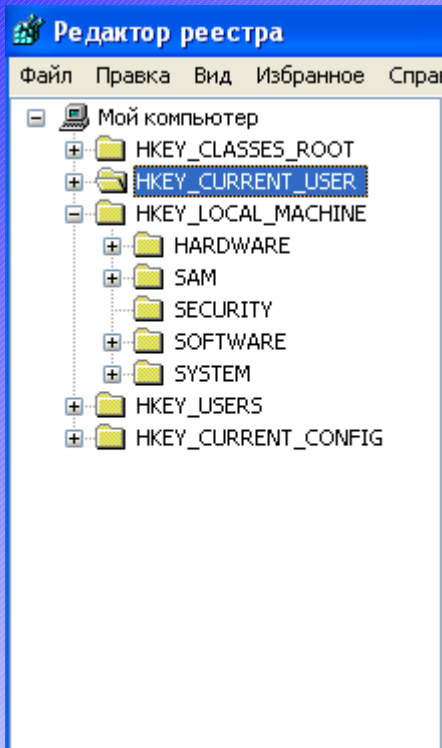 Редактор реестра
Файл Правка Вид Избранное
Мой компьютер
HKEY_CLASSES_ROOT
HKEY_CURRENT_USER
HKEY_LOCAL_MACHINE
HARDWARE
SAM
SECURITY
SOFTWARE
SYSTEM
HKEY_USERS
HKEY_CURRENT_CONFIG